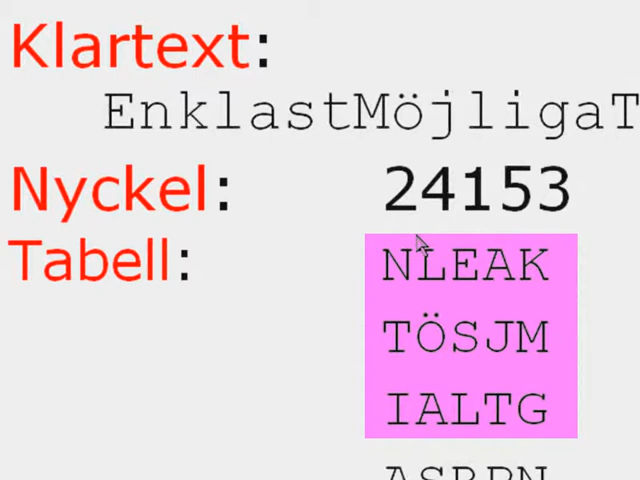 Klartext:
EnklastMöjligaT
Nyckel: 24153
Tabell: NLEAK
TÖSJM
IALTG